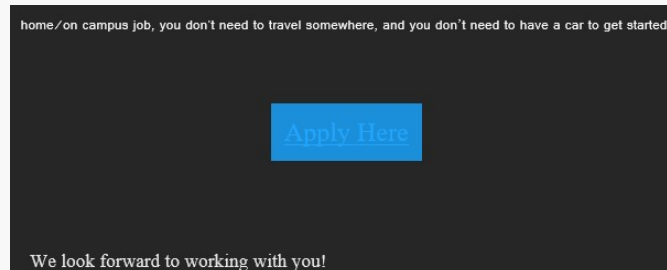 home/on campus job, you don't need to travel somewhere, and you don't need to have a car to get started
Apply Here
We look forward to working with you!